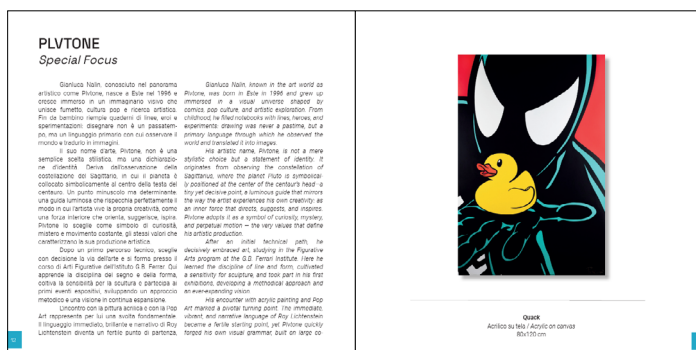 PLVTONE
Special Focus
Gianluca Nalin, conosciuto nel panorama
artistico come Plvtone, nasce a Este nel 1996 e
cresce immerso in un immaginario visivo che
unisce fumetto, cultura pop e ricerca artistica.
Fin da bambino riempie quaderni di linee, eroi e
sperimentazioni: disegnare non è un passatem-
po, ma un linguaggio primario con cui osservare il
mondo e tradurlo in immagini.
Il suo nome d'arte, Plvtone, non è una
semplice scelta stilistica, ma una dichiarazio-
ne d'identità. Deriva dall'osservazione della
costellazione del Sagittario, in cui il pianeta è
collocato simbolicamente al centro della testa del
centauro. Un punto minuscolo ma determinante,
una guida luminosa che rispecchia perfettamente il
modo in cui l'artista vive la propria creatività, come
una forza interiore che orienta, suggerisce, ispira.
Plvtone lo sceglie come simbolo di curiosità,
mistero e movimento costante, gli stessi valori che
caratterizzano la sua produzione artistica.
Dopo un primo percorso tecnico, sceglie
con decisione la via dell'arte e si forma presso il
corso di Arti Figurative dell'Istituto G.B. Ferrari. Qui
apprende la disciplina del segno e della forma,
coltiva la sensibilità per la scultura e partecipa ai
primi eventi espositivi, sviluppando un approccio
metodico e una visione in continua espansione.
L'incontro con la pittura acrilica e con la Pop
Art rappresenta per lui una svolta fondamentale.
Il linguaggio immediato, brillante e narrativo di Roy
Lichtenstein diventa un fertile punto di partenza,
Gianluca Nalin, known in the art world as
Plvtone, was born in Este in 1996 and grew up
immersed in a visual universe shaped by
comics, pop culture, and artistic exploration. From
childhood, he filled notebooks with lines, heroes, and
experiments: drawing was never a pastime, but a
primary language through which he observed the
world and translated it into images.
His artistic name, Plvtone, is not a mere
stylistic choice but a statement of identity. It
originates from observing the constellation of
Sagittarius, where the planet Pluto is symbolical-
ly positioned at the center of the centaur's head -a
tiny yet decisive point, a luminous guide that mirrors
the way the artist experiences his own creativity: as
an inner force that directs, suggests, and inspires.
Plvtone adopts it as a symbol of curiosity, mystery,
and perpetual motion — the very values that define
his artistic production.
After an initial technical path, he
decisively embraced art, studying in the Figurative
Arts program at the G.B. Ferrari Institute. Here he
learned the discipline of line and form, cultivated
a sensitivity for sculpture, and took part in his first
exhibitions, developing a methodical approach and
an ever-expanding vision.
His encounter with acrylic painting and Pop
Art marked a pivotal turning point. The immediate,
vibrant, and narrative language of Roy Lichtenstein
became a fertile starting point, yet Plvtone quickly
forged his own visual grammar, built on large co-
Quack
Acrilico su tela / Acrylic on canvas
80x120 cm